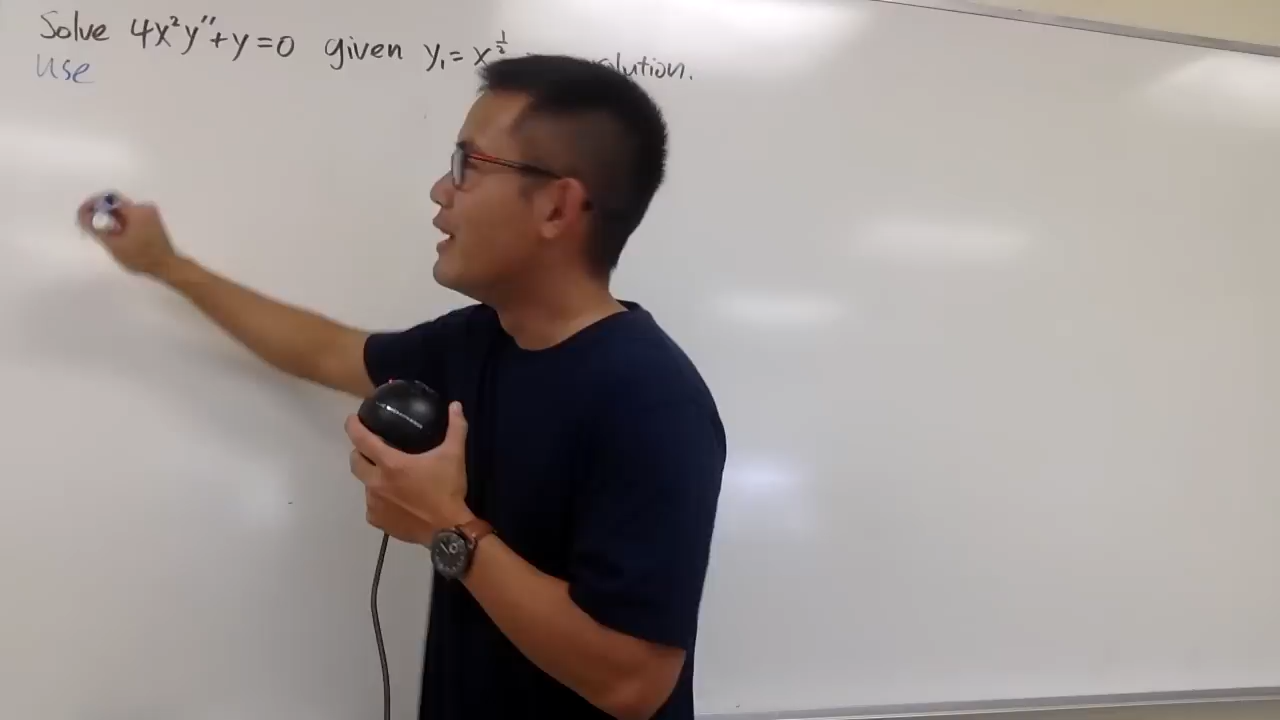 Solve 4x²y"+y=0 given y₁= x^½ solution.
Use